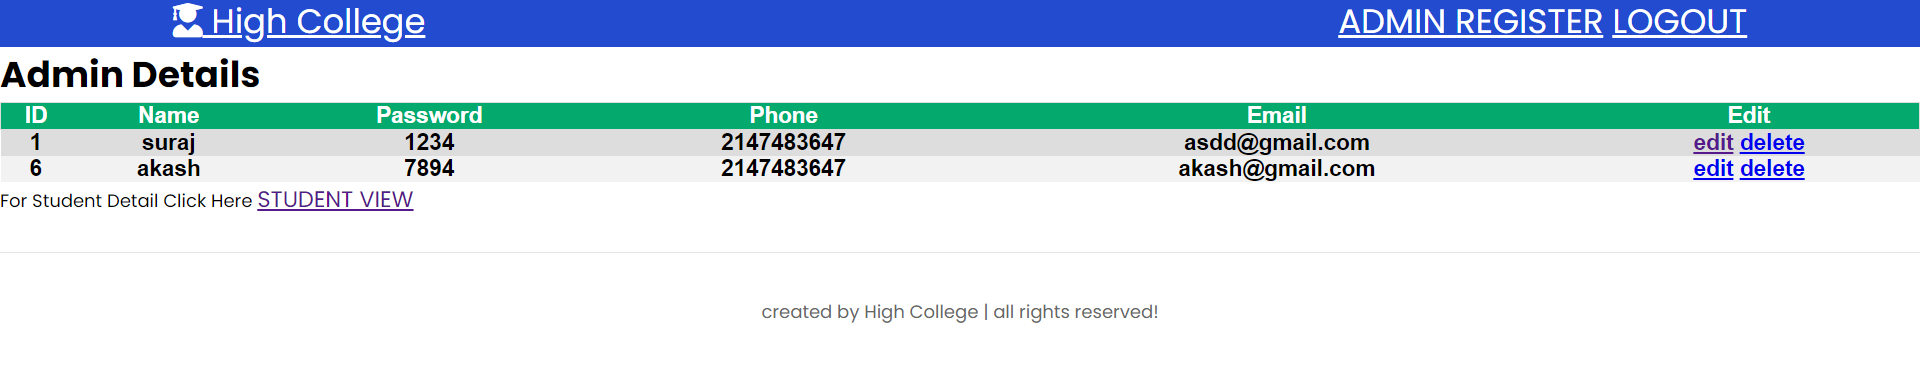 High College ADMIN REGISTER LOGOUT
Admin Details
ID Name Password Phone Email Edit
1 suraj 1234 2147483647 asdd@gmail.com edit delete
6 akash 7894 2147483647 akash@gmail.com edit delete
For Student Detail Click Here STUDENT VIEW
created by High College | all rights reserved!